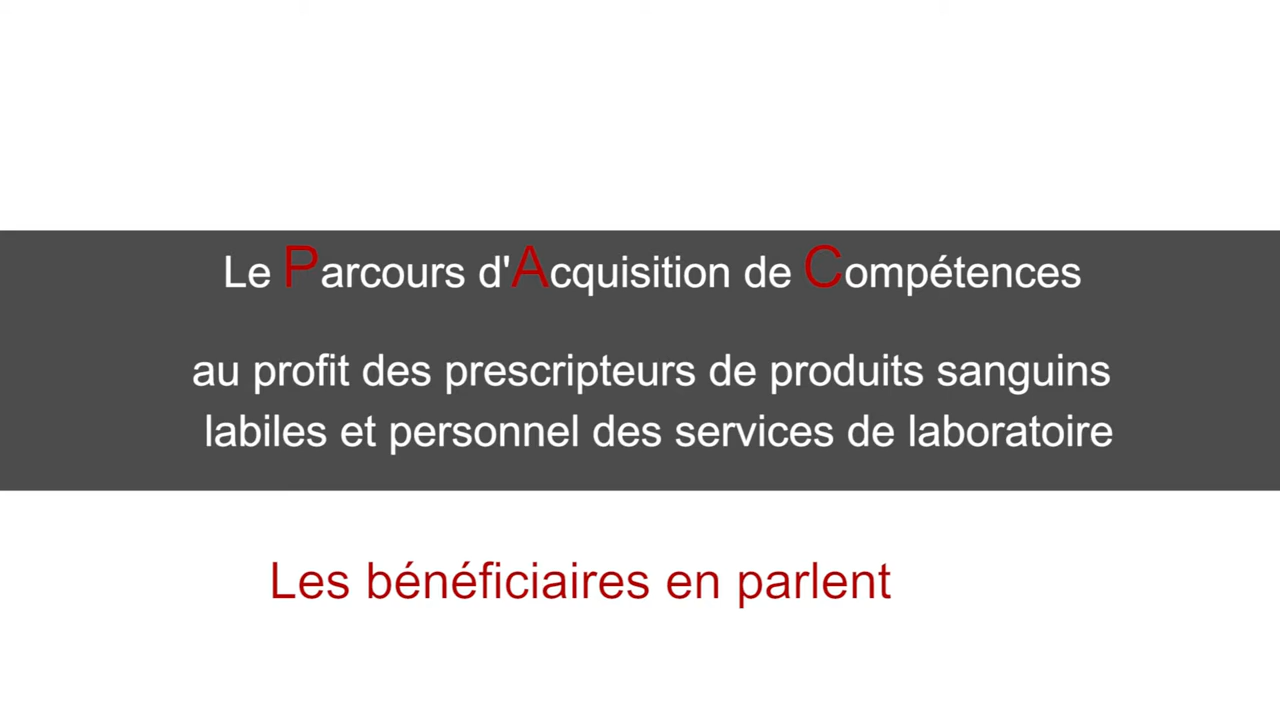 Le Parcours d'Acquisition de Compétences
au profit des prescripteurs de produits sanguins
labiles et personnel des services de laboratoire
Les bénéficiaires en parlent